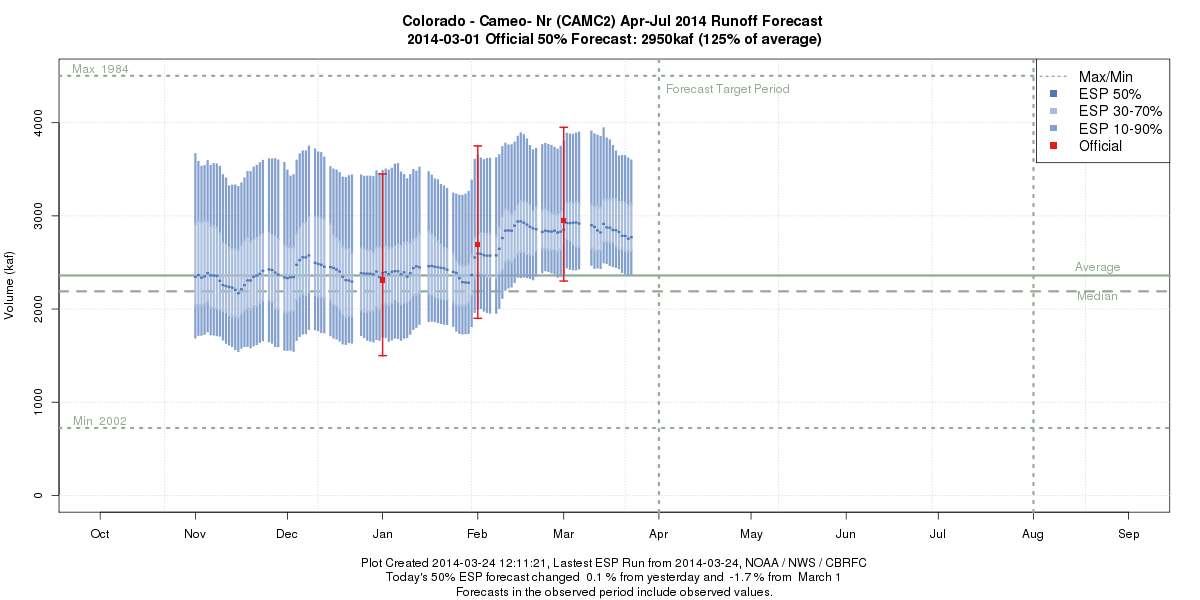 Colorado - Cameo- Nr (CAMC2) Apr-Jul 2014 Runoff Forecast
2014-03-01 Official 50% Forecast: 2950kaf (125% of average)
Max 1984
Forecast Target Period
Max/Min
ESP 50%
ESP 30-70%
ESP 10-90%
Official
Average
Median
Min 2002
Volume (kaf)
4000
3000
2000
1000
0
Oct Nov Dec Jan Feb Mar Apr May Jun Jul Aug Sep
Plot Created 2014-03-24 12:11:21, Lastest ESP Run from 2014-03-24, NOAA / NWS / CBRFC
Today's 50% ESP forecast changed 0.1 % from yesterday and -1.7 % from March 1
Forecasts in the observed period include observed values.